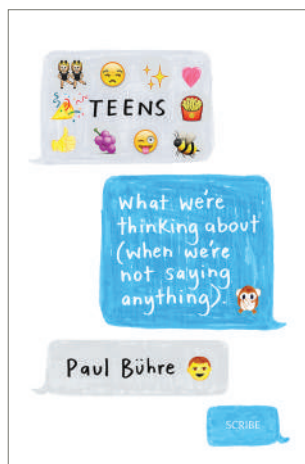 TEENS
what we're
thinking about
(when we're
not saying
anything).
Paul Bühre
SCRIBE